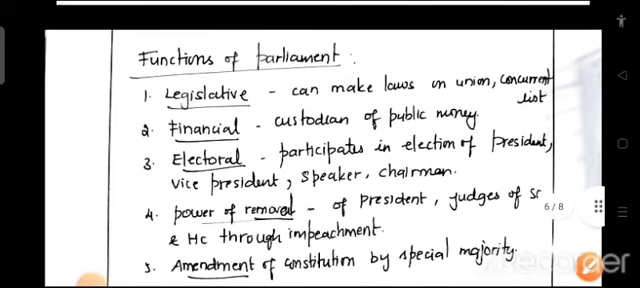 Functions of parliament :
1. Legislative - can make laws on union, concurrent
list
2. Financial - custodian of public money.
3. Electoral - participates in election of president,
vice president, speaker, chairman.
4. power of removal - of president, judges of SC
& HC through impeachment.
5. Amendment of constitution by special majority.
6 / 8